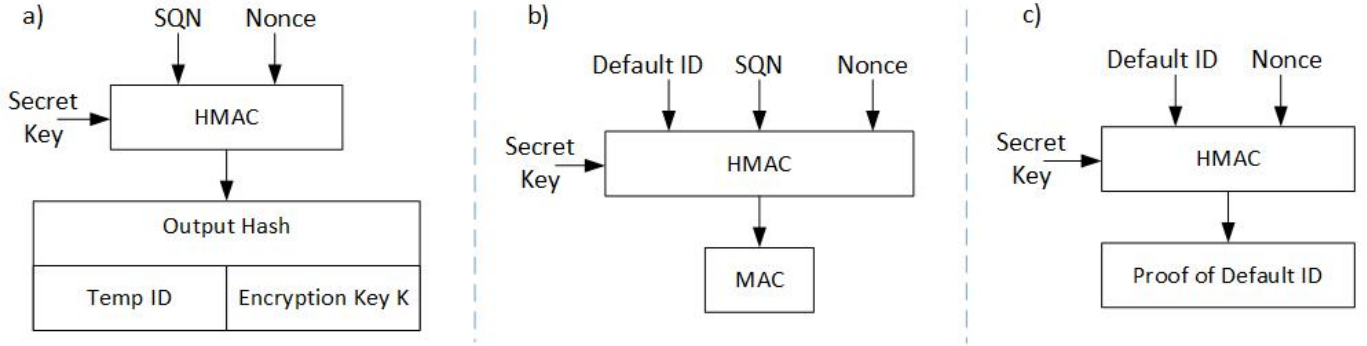 a)
SQN
Nonce
Secret
Key
HMAC
Output Hash
Temp ID
Encryption Key K
b)
Default ID
SQN
Nonce
Secret
Key
HMAC
MAC
c)
Default ID
Nonce
Secret
Key
HMAC
Proof of Default ID